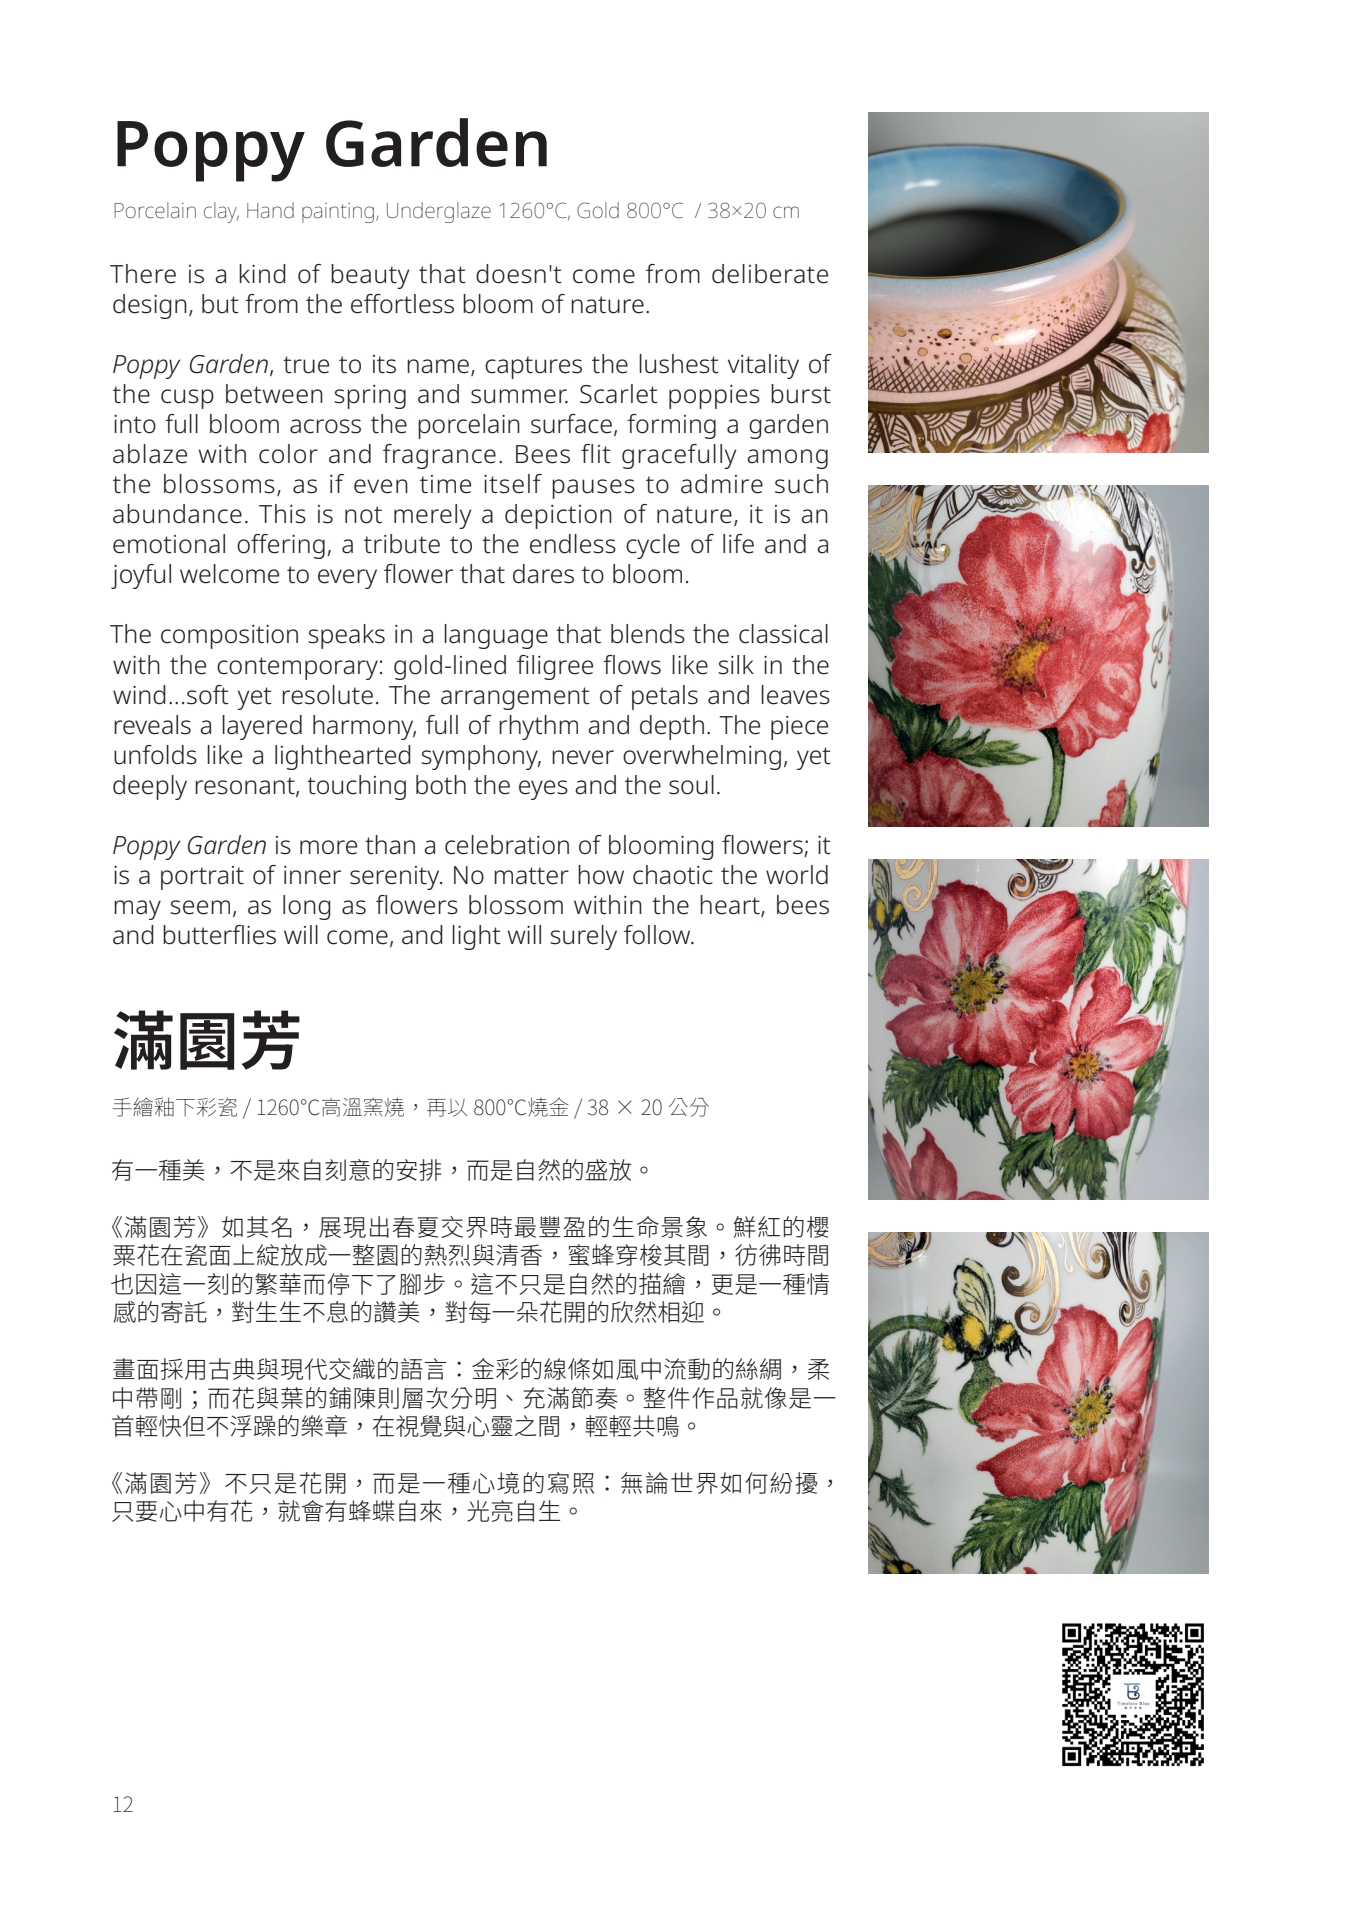 Poppy Garden
Porcelain clay, Hand painting, Underglaze 1260°C, Gold 800°C / 38×20 cm
There is a kind of beauty that doesn't come from deliberate
design, but from the effortless bloom of nature.
Poppy Garden, true to its name, captures the lushest vitality of
the cusp between spring and summer. Scarlet poppies burst
into full bloom across the porcelain surface, forming a garden
ablaze with color and fragrance. Bees flit gracefully among
the blossoms, as if even time itself pauses to admire such
abundance. This is not merely a depiction of nature, it is an
emotional offering, a tribute to the endless cycle of life and a
joyful welcome to every flower that dares to bloom.
The composition speaks in a language that blends the classical
with the contemporary: gold-lined filigree flows like silk in the
wind...soft yet resolute. The arrangement of petals and leaves
reveals a layered harmony, full of rhythm and depth. The piece
unfolds like a lighthearted symphony, never overwhelming, yet
deeply resonant, touching both the eyes and the soul.
Poppy Garden is more than a celebration of blooming flowers; it
is a portrait of inner serenity. No matter how chaotic the world
may seem, as long as flowers blossom within the heart, bees
and butterflies will come, and light will surely follow.
滿園芳
手繪釉下彩瓷 / 1260°C高溫窯燒，再以 800°C燒金 / 38 × 20 公分
有一種美，不是來自刻意的安排，而是自然的盛放。
《滿園芳》如其名，展現出春夏交界時最豐盈的生命景象。鮮紅的櫻
粟花在瓷面上綻放成一整園的熱烈與清香，蜜蜂穿梭其間，彷彿時間
也因這一刻的繁華而停下了腳步。這不只是自然的描繪，更是一種情
感的寄託，對生生不息的讚美，對每一朵花開的欣然相迎。
畫面採用古典與現代交織的語言：金彩的線條如風中流動的絲綢，柔
中帶剛；而花與葉的鋪陳則層次分明、充滿節奏。整件作品就像是一
首輕快但不浮躁的樂章，在視覺與心靈之間，輕輕共鳴。
《滿園芳》不只是花開，而是一種心境的寫照：無論世界如何紛擾，
只要心中有花，就會有蜂蝶自來，光亮自生。
Timeless Blue
12